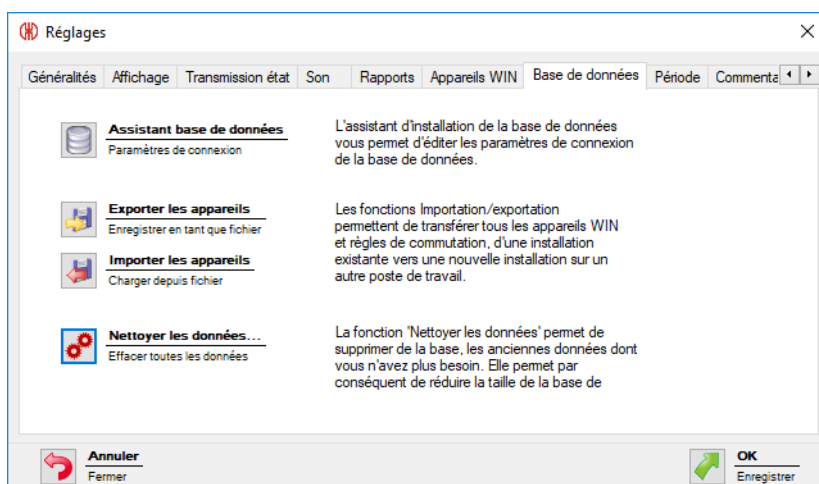 Réglages
Généralités Affichage Transmission état Son Rapports Appareils WIN Base de données Période Commenta
Assistant base de données
Paramètres de connexion
L'assistant d'installation de la base de données
vous permet d'éditer les paramètres de connexion
de la base de données.
Exporter les appareils
Enregistrer en tant que fichier
Importer les appareils
Charger depuis fichier
Les fonctions Importation/exportation
permettent de transférer tous les appareils WIN
et règles de commutation, d'une installation
existante vers une nouvelle installation sur un
autre poste de travail.
Nettoyer les données...
Effacer toutes les données
La fonction 'Nettoyer les données' permet de
supprimer de la base, les anciennes données dont
vous n'avez plus besoin. Elle permet par
conséquent de réduire la taille de la base de
Annuler
Fermer
OK
Enregistrer